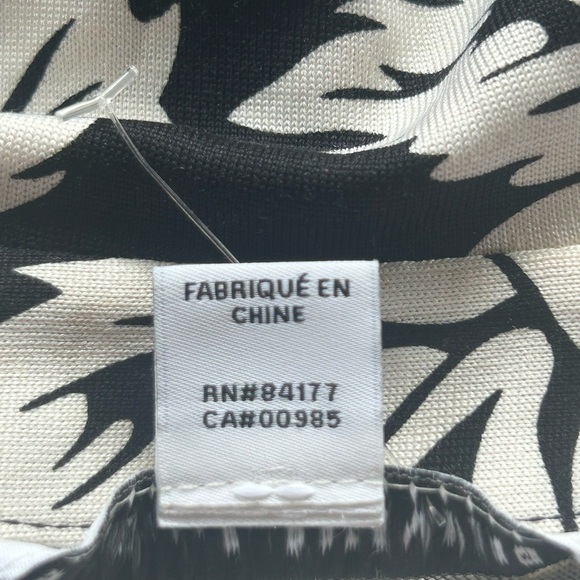 FABRIQUÉ EN
CHINE
RN#84177
CA#00985